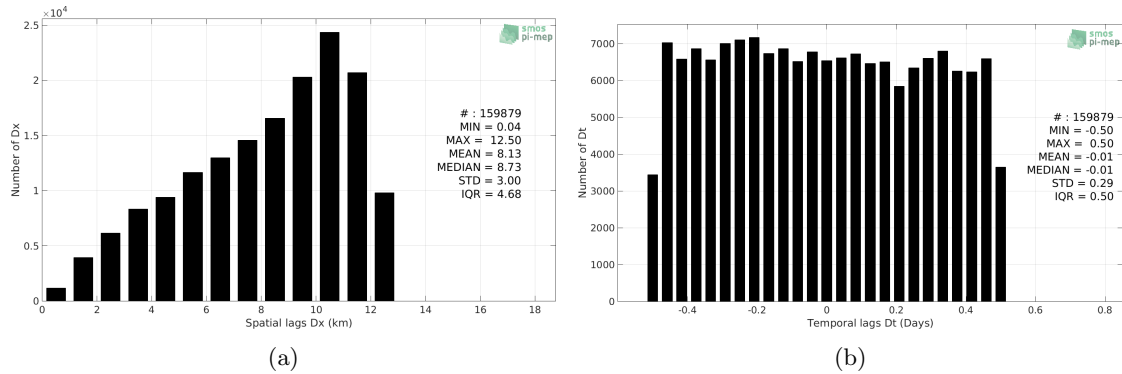 ×10⁴
2.5
2
1.5
1
0.5
0
Number of Dx
0 2 4 6 8 10 12 14 16 18
Spatial lags Dx (km)
smos
pi-mep
# : 159879
MIN = 0.04
MAX = 12.50
MEAN = 8.13
MEDIAN = 8.73
STD = 3.00
IQR = 4.68
(a)
7000
6000
5000
4000
3000
2000
1000
0
Number of Dt
-0.4 -0.2 0 0.2 0.4 0.6 0.8
Temporal lags Dt (Days)
smos
pi-mep
# : 159879
MIN = -0.50
MAX = 0.50
MEAN = -0.01
MEDIAN = -0.01
STD = 0.29
IQR = 0.50
(b)